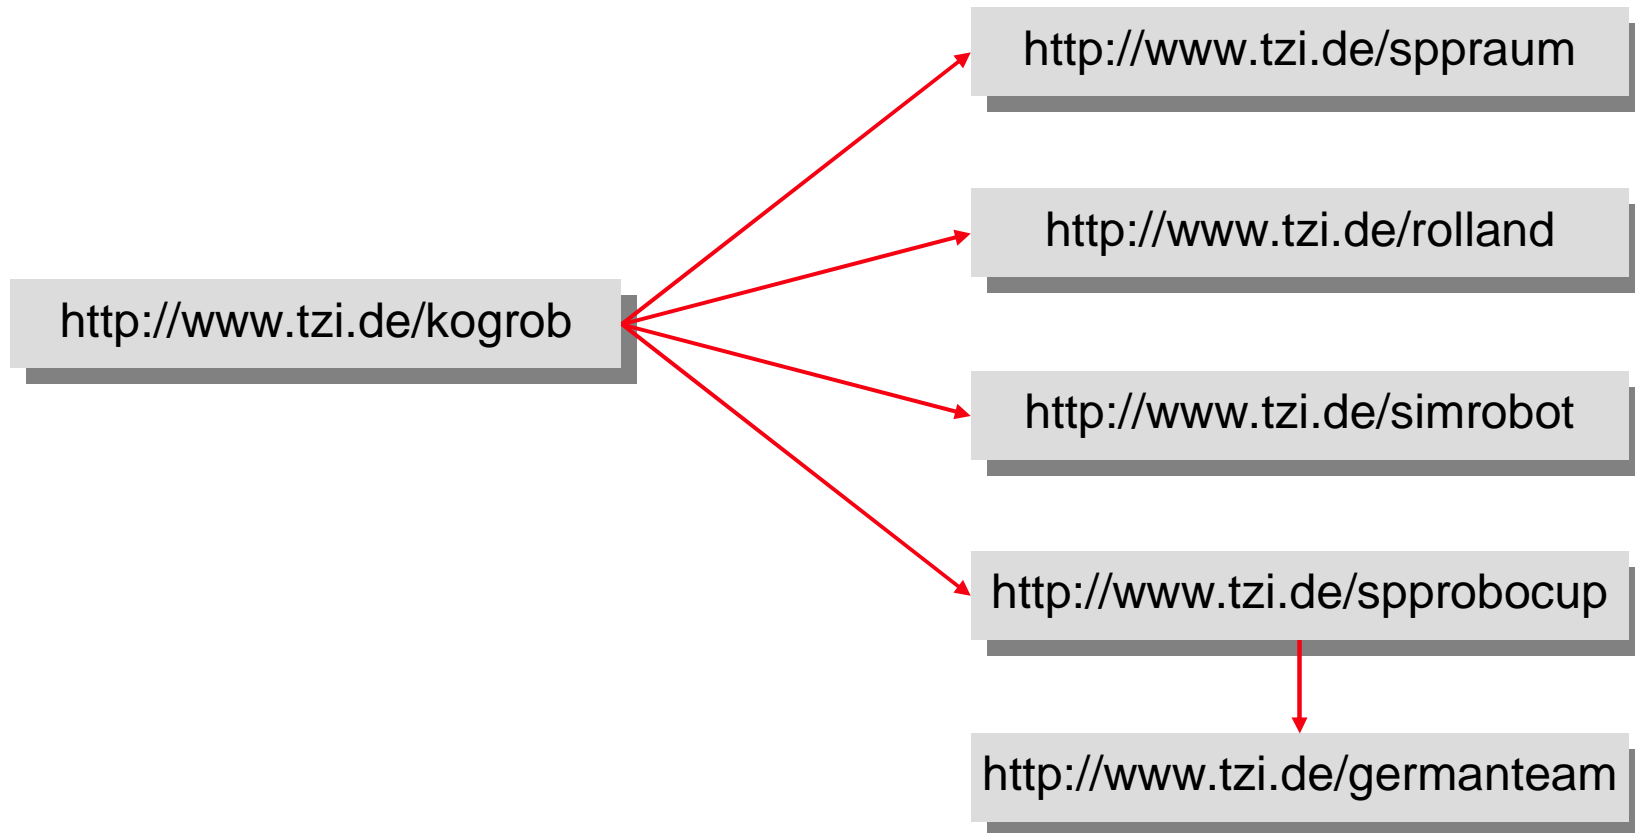 http://www.tzi.de/sppraum
http://www.tzi.de/rolland
http://www.tzi.de/kogrob
http://www.tzi.de/simrobot
http://www.tzi.de/spprobocup
http://www.tzi.de/germanteam